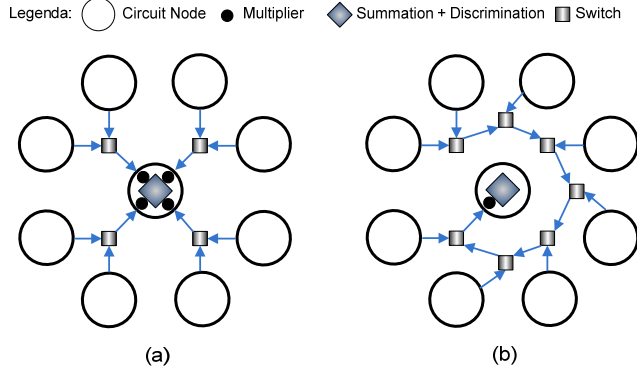 Legenda: Circuit Node Multiplier Summation + Discrimination Switch
(a) (b)